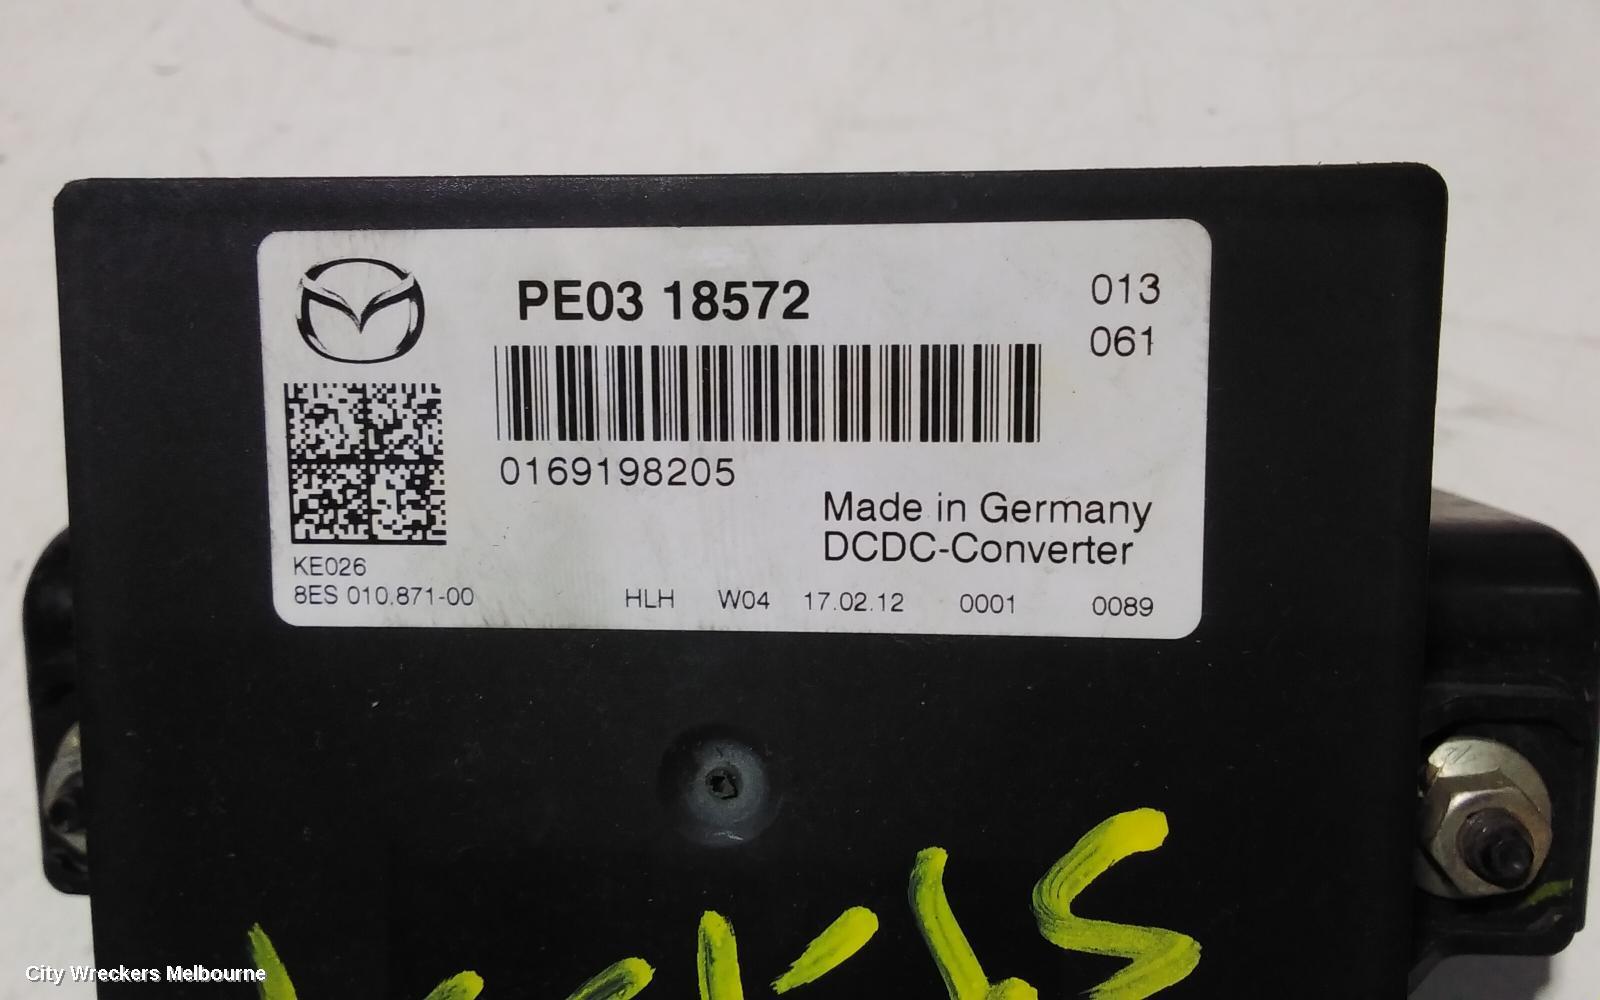 PE03 18572
013
061
0169198205
Made in Germany
DCDC-Converter
KE026
8ES 010.871-00 HLH W04 17.02.12 0001 0089
City Wreckers Melbourne